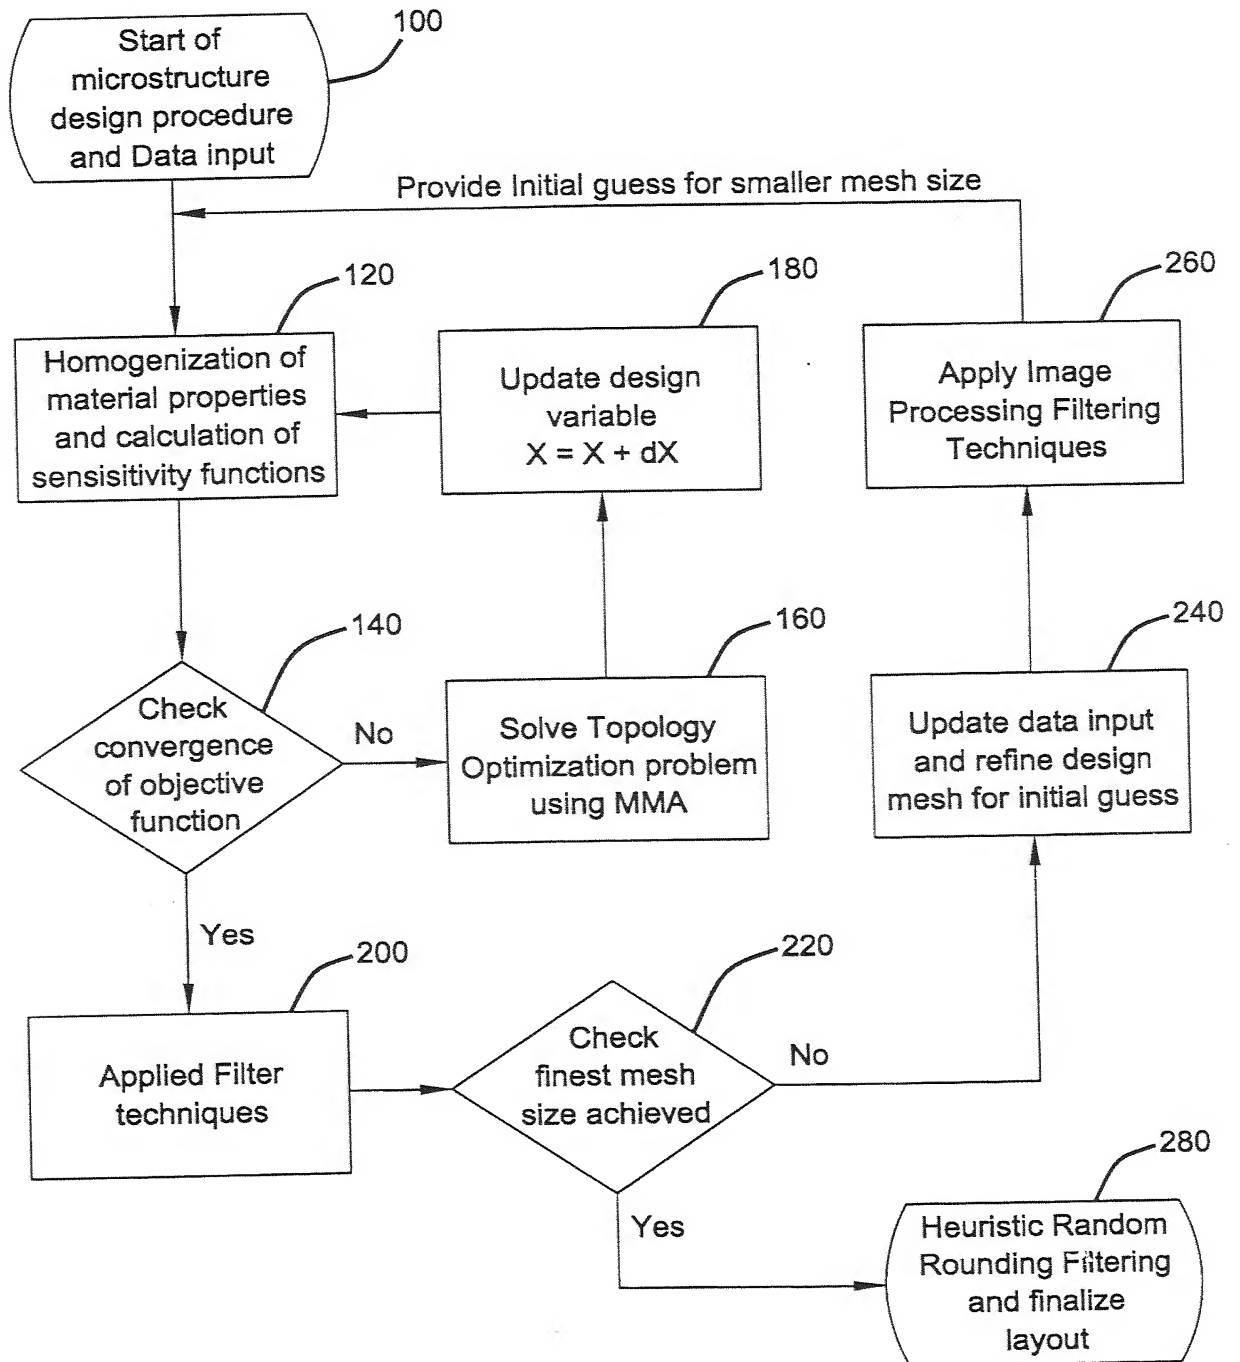 100
Start of
microstructure
design procedure
and Data input
Provide Initial guess for smaller mesh size
120
Homogenization of
material properties
and calculation of
sensisitivity functions
180
Update design
variable
X = X + dX
260
Apply Image
Processing Filtering
Techniques
140
Check
convergence
of objective
function
No
160
Solve Topology
Optimization problem
using MMA
240
Update data input
and refine design
mesh for initial guess
Yes
200
Applied Filter
techniques
220
Check
finest mesh
size achieved
No
Yes
280
Heuristic Random
Rounding Filtering
and finalize
layout